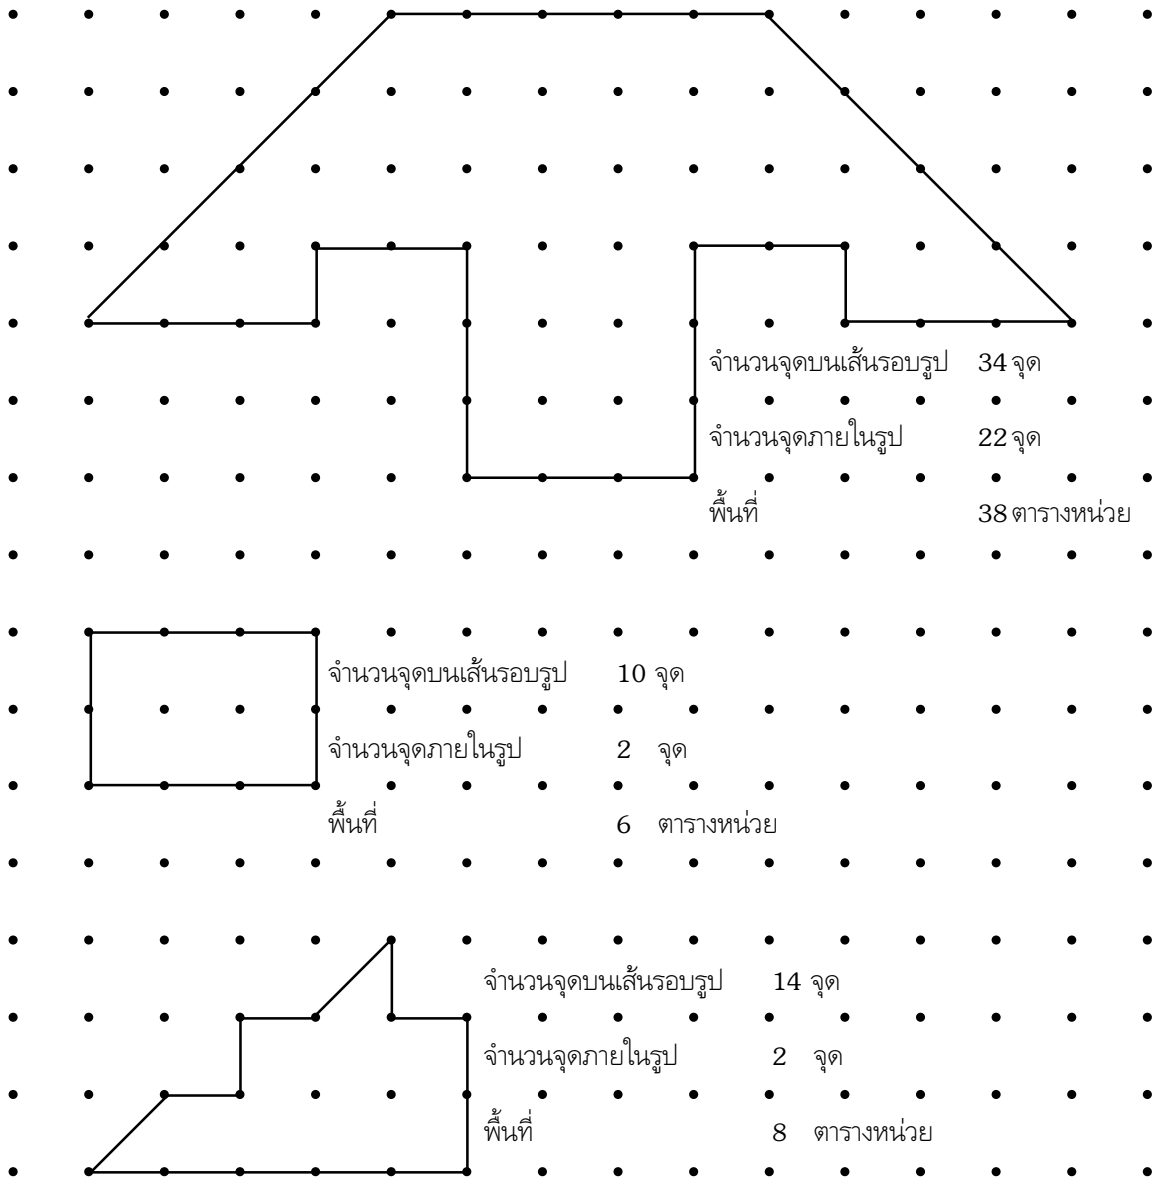 จำนวนจุดบนเส้นรอบรูป 34 จุด
จำนวนจุดภายในรูป 22 จุด
พื้นที่ 38 ตารางหน่วย
จำนวนจุดบนเส้นรอบรูป 10 จุด
จำนวนจุดภายในรูป 2 จุด
พื้นที่ 6 ตารางหน่วย
จำนวนจุดบนเส้นรอบรูป 14 จุด
จำนวนจุดภายในรูป 2 จุด
พื้นที่ 8 ตารางหน่วย